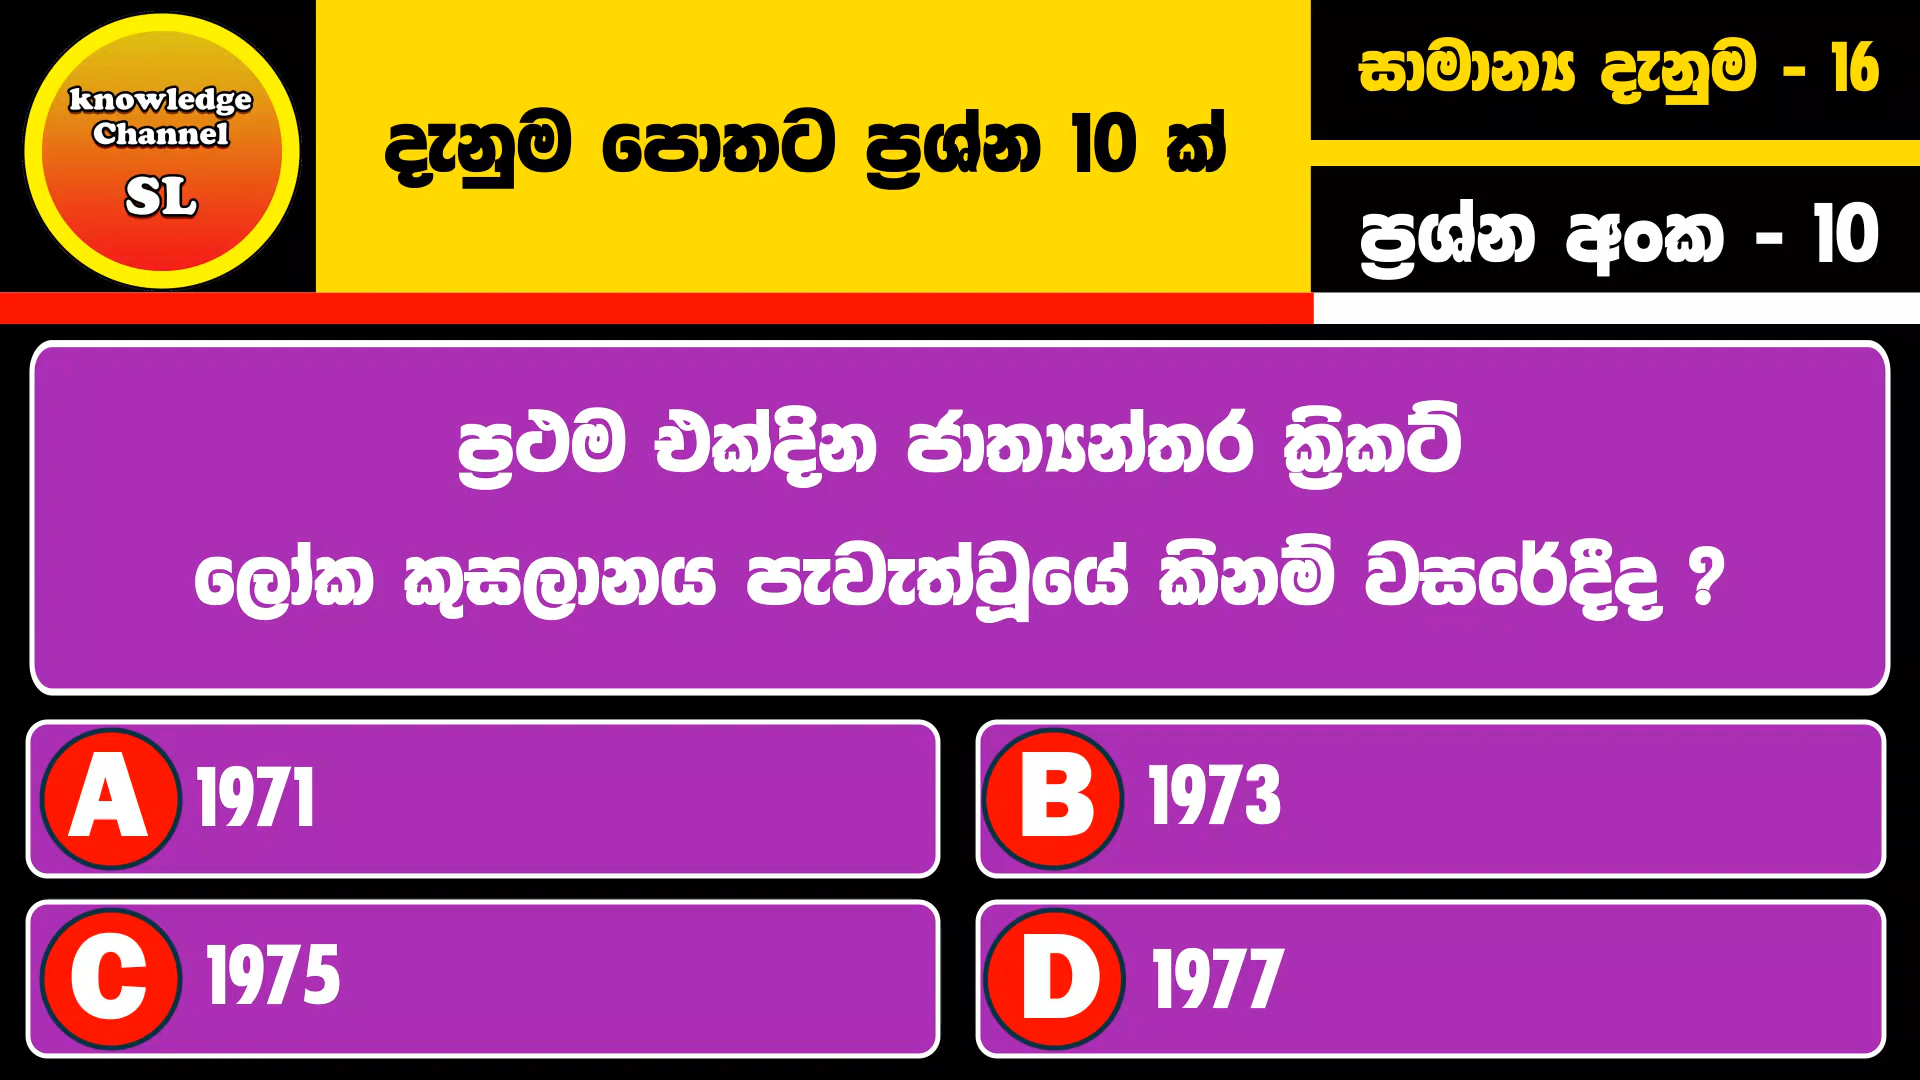 knowledge
Channel
SL
දැනුම පොතට ප්‍රශ්න 10 ක්
සාමාන්‍ය දැනුම - 16
ප්‍රශ්න අංක - 10
ප්‍රථම එක්දින ජාත්‍යන්තර ක්‍රිකට්
ලෝක කුසලානය පැවැත්වූයේ කිනම් වසරේදීද ?
A 1971
B 1973
C 1975
D 1977